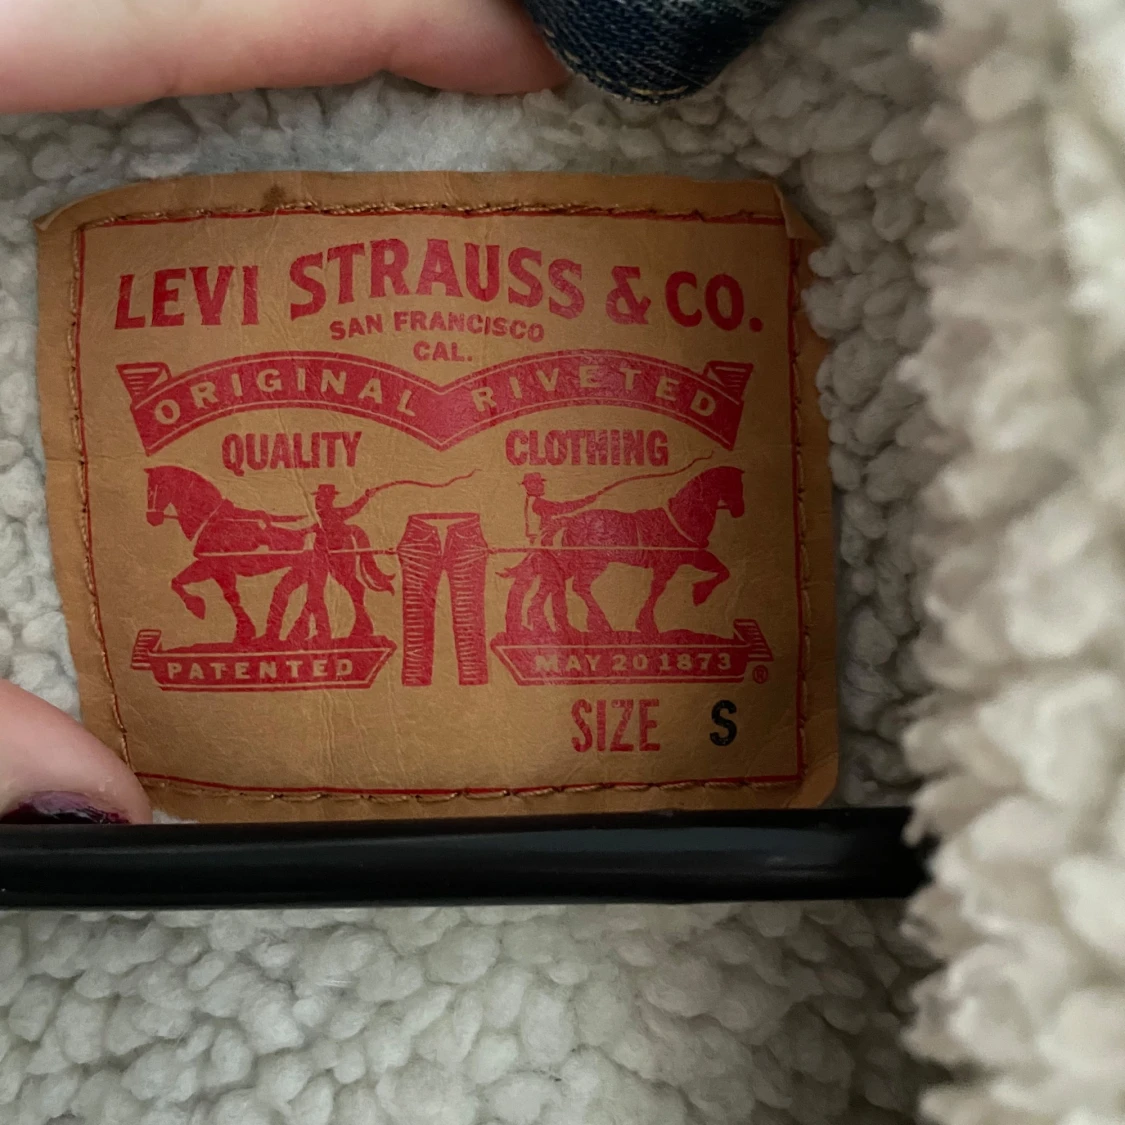 LEVI STRAUSS & CO.
SAN FRANCISCO
CAL.
ORIGINAL RIVETED
QUALITY CLOTHING
PATENTED MAY 20 1873 ®
SIZE S